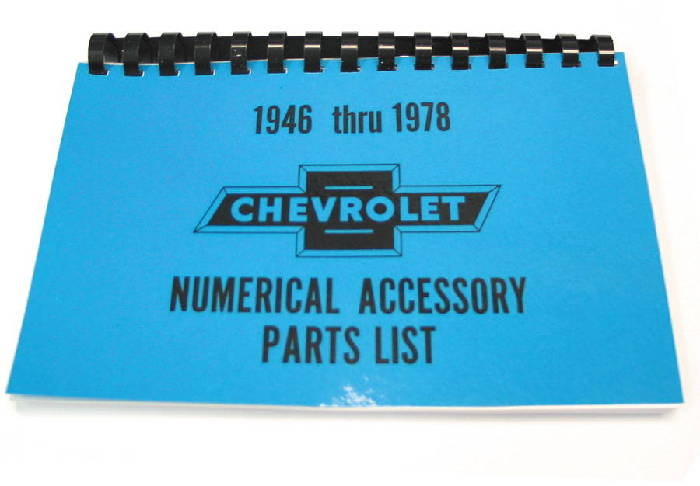 1946 thru 1978
CHEVROLET
NUMERICAL ACCESSORY
PARTS LIST